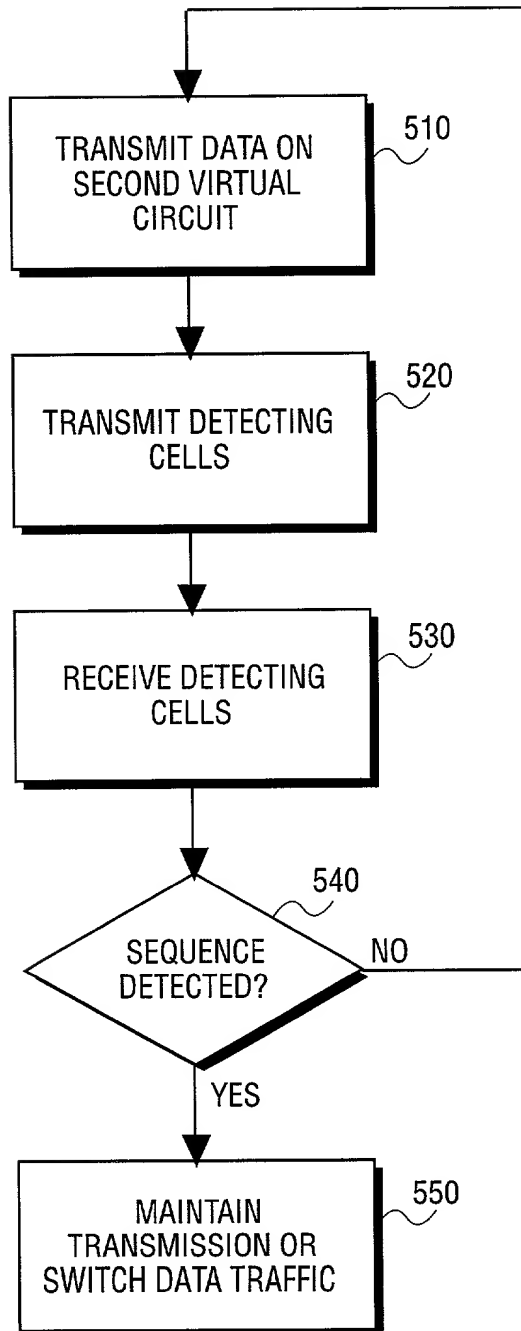 510
TRANSMIT DATA ON
SECOND VIRTUAL
CIRCUIT
520
TRANSMIT DETECTING
CELLS
530
RECEIVE DETECTING
CELLS
540
SEQUENCE
DETECTED?
NO
YES
550
MAINTAIN
TRANSMISSION OR
SWITCH DATA TRAFFIC